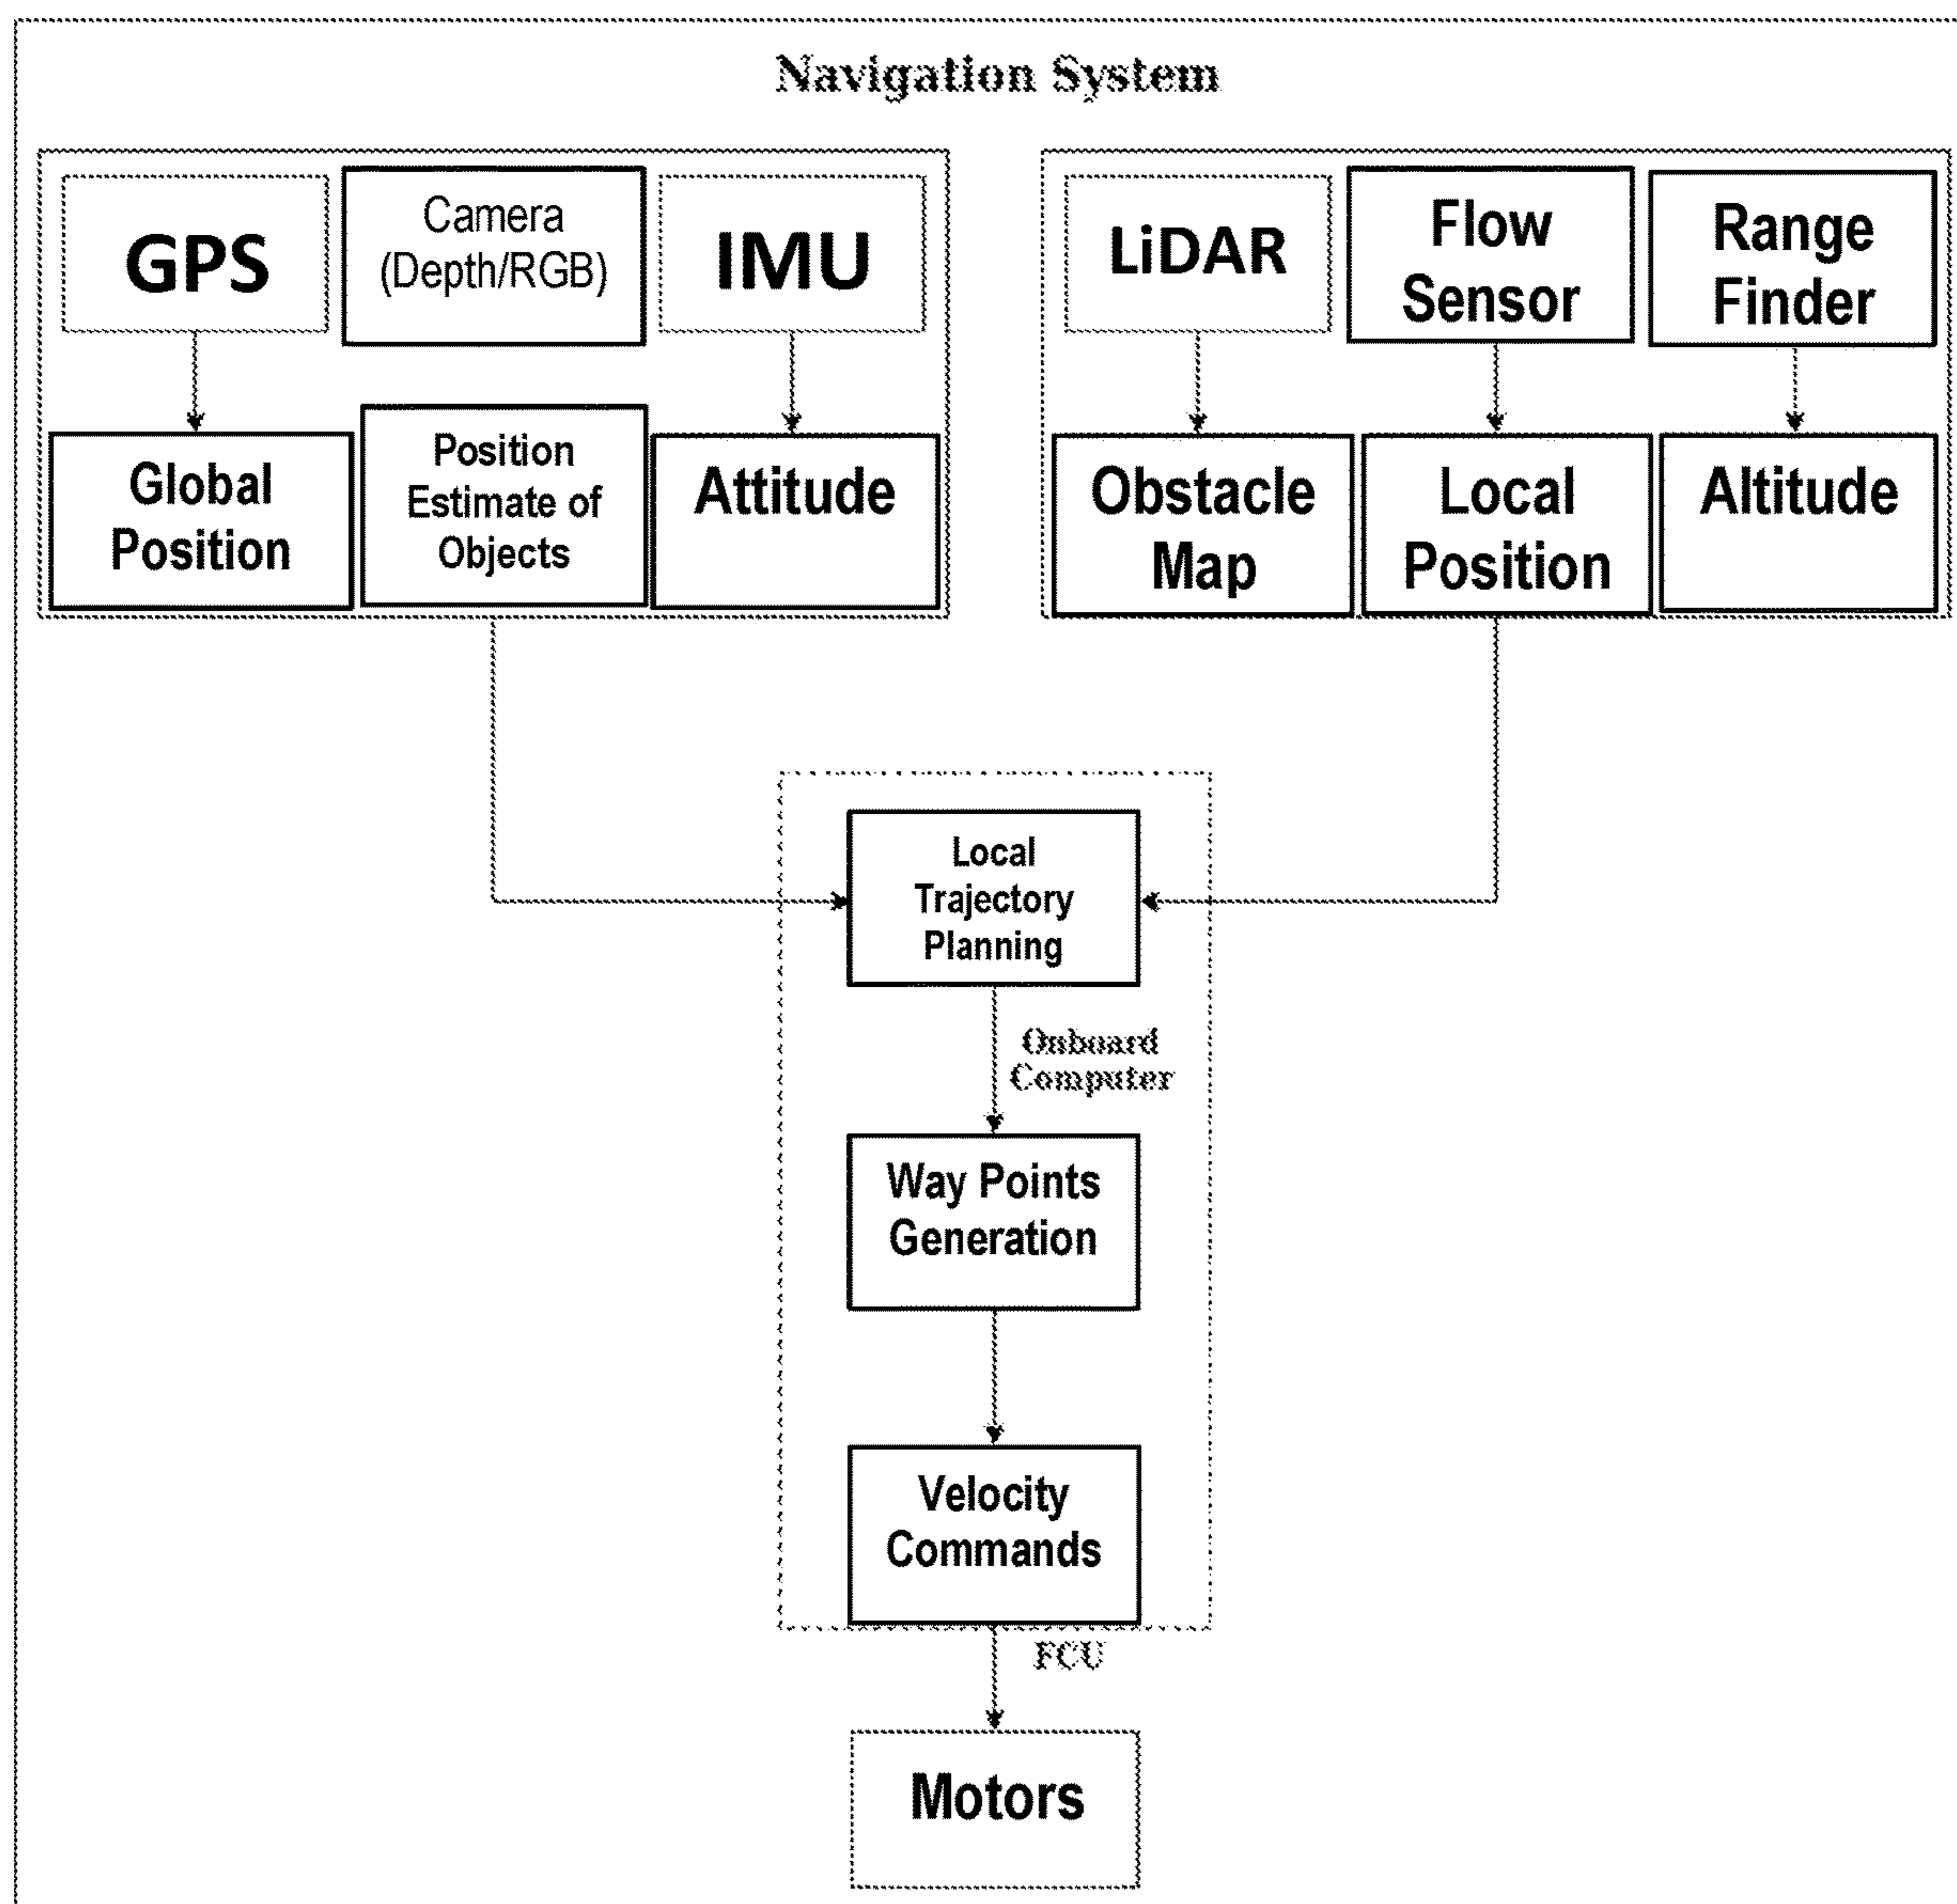 Navigation System
GPS
Camera
(Depth/RGB)
IMU
LiDAR
Flow
Sensor
Range
Finder
Global
Position
Position
Estimate of
Objects
Attitude
Obstacle
Map
Local
Position
Altitude
Local
Trajectory
Planning
Onboard
Computer
Way Points
Generation
Velocity
Commands
FCU
Motors